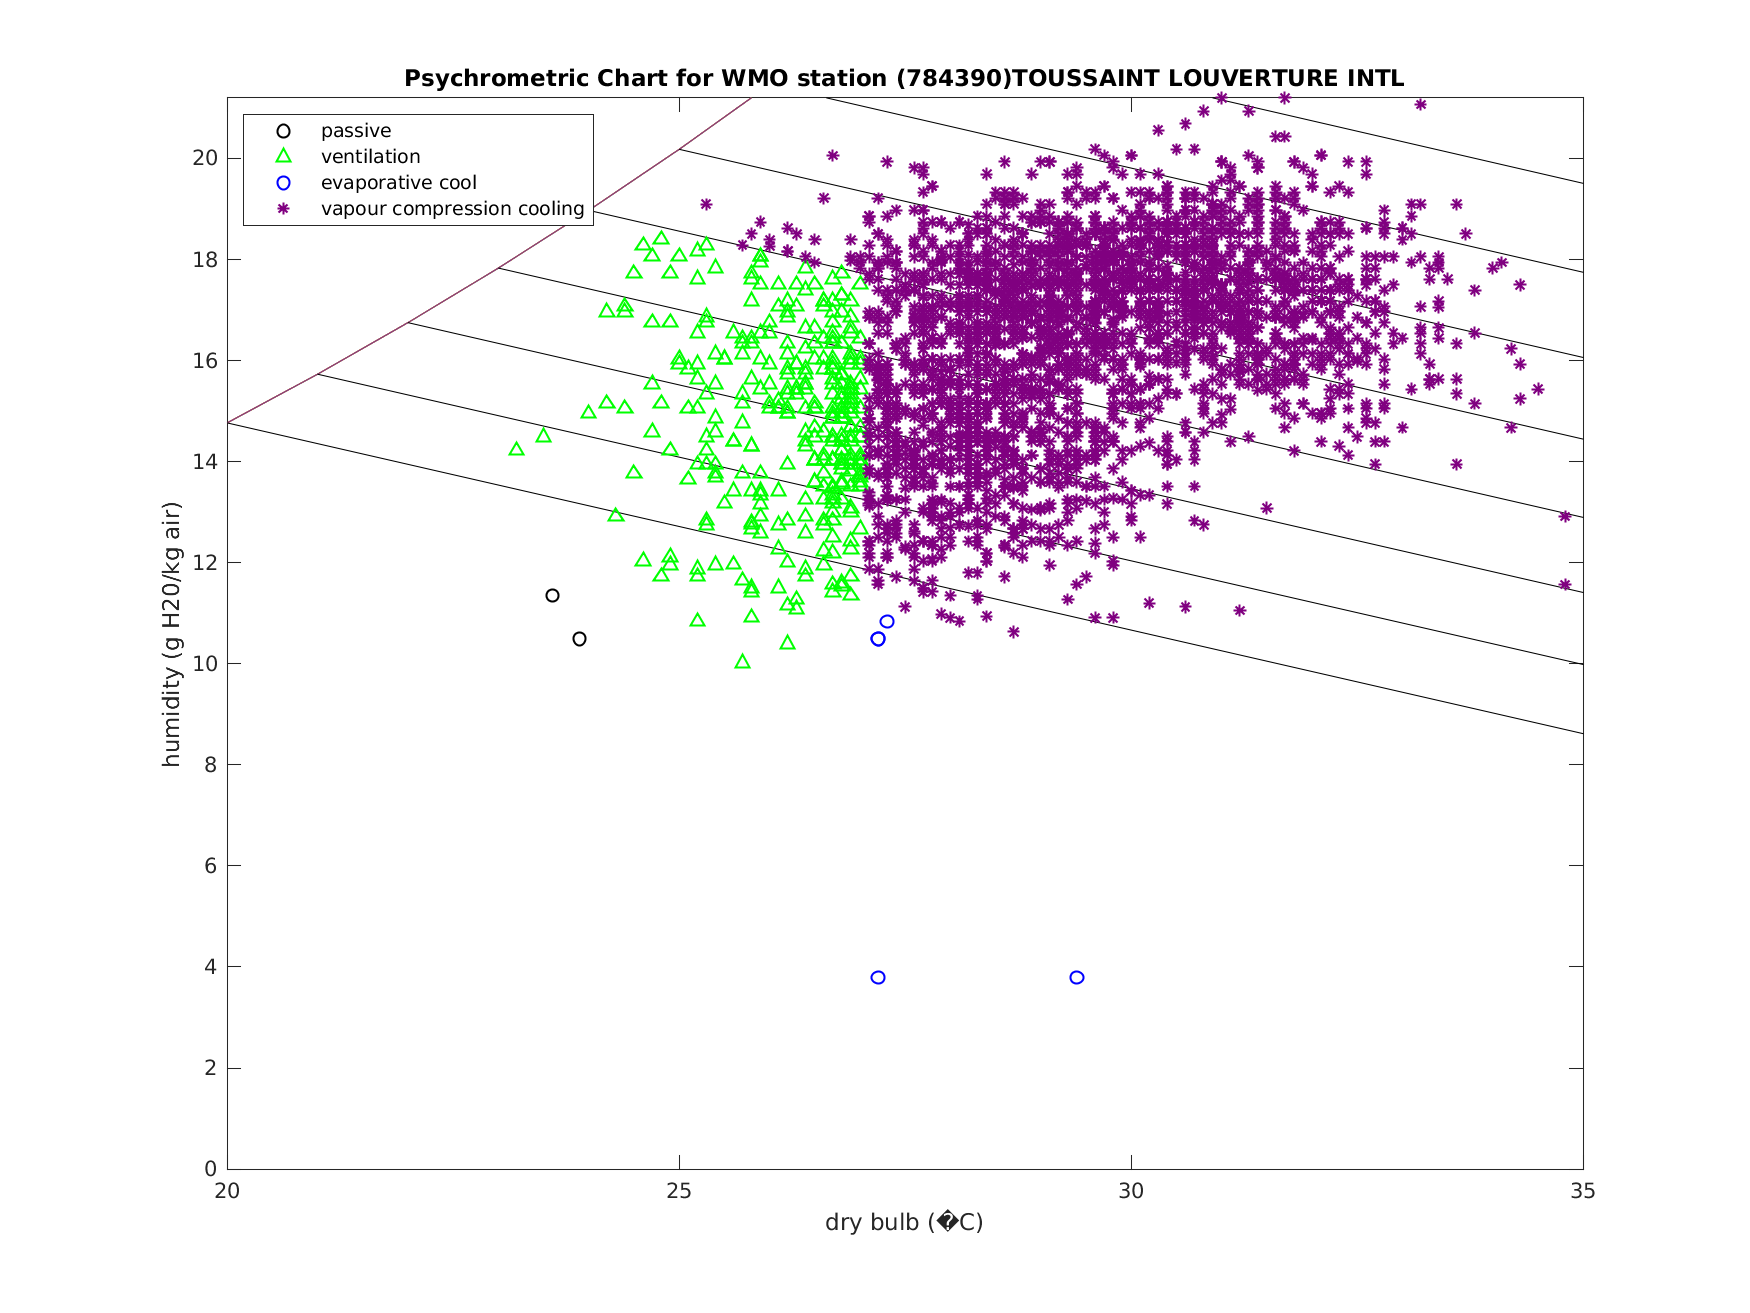 Psychrometric Chart for WMO station (784390)TOUSSAINT LOUVERTURE INTL
passive
ventilation
evaporative cool
vapour compression cooling
humidity (g H20/kg air)
20
18
16
14
12
10
8
6
4
2
0
20 25 30 35
dry bulb (�C)